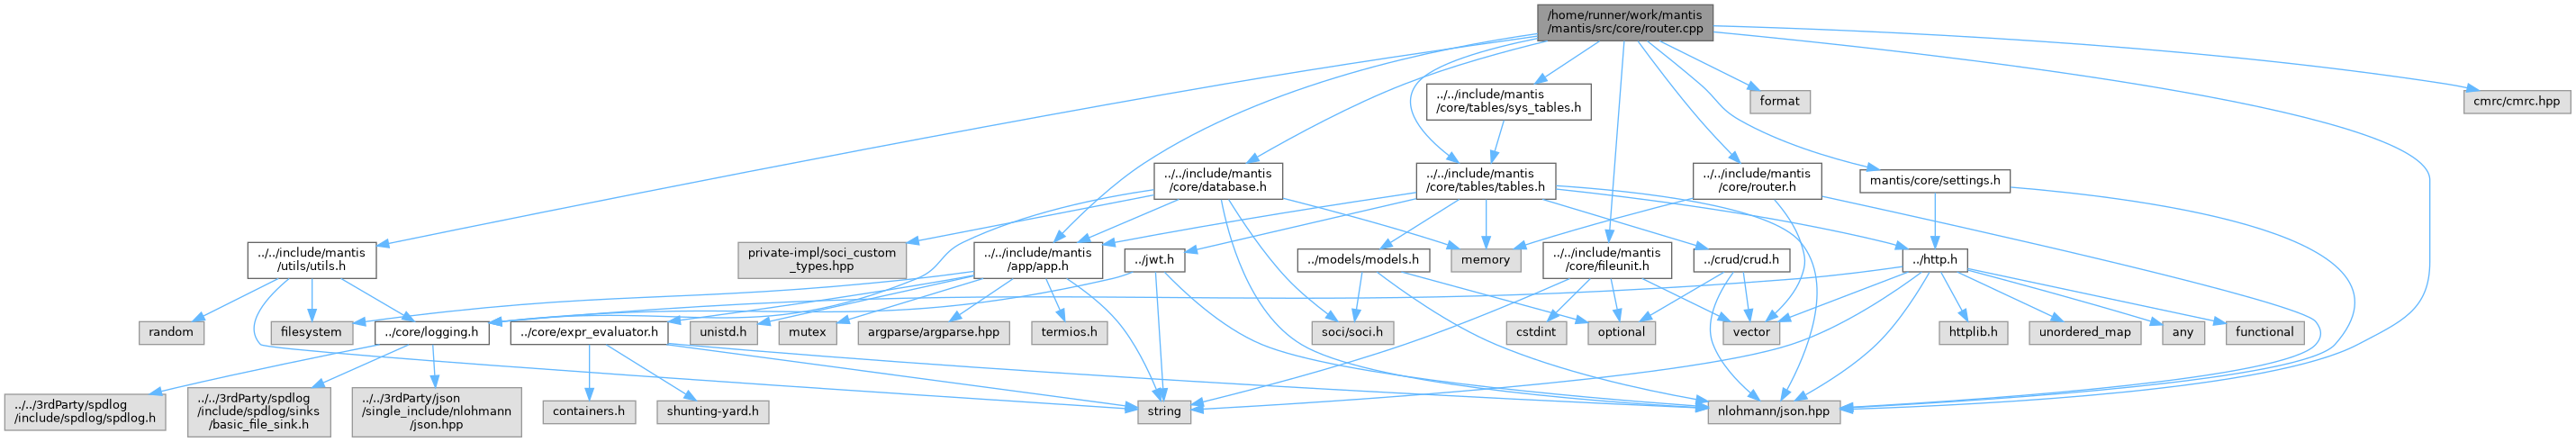 /home/runner/work/mantis
/mantis/src/core/router.cpp
../../include/mantis
/core/tables/sys_tables.h
format
cmrc/cmrc.hpp
../../include/mantis
/core/database.h
../../include/mantis
/core/tables/tables.h
../../include/mantis
/core/router.h
mantis/core/settings.h
../../include/mantis
/utils/utils.h
private-impl/soci_custom
_types.hpp
../../include/mantis
/app/app.h
../jwt.h
../models/models.h
memory
../../include/mantis
/core/fileunit.h
../crud/crud.h
../http.h
random
filesystem
../core/logging.h
../core/expr_evaluator.h
unistd.h
mutex
argparse/argparse.hpp
termios.h
soci/soci.h
cstdint
optional
vector
httplib.h
unordered_map
any
functional
../../3rdParty/spdlog
/include/spdlog/spdlog.h
../../3rdParty/spdlog
/include/spdlog/sinks
/basic_file_sink.h
../../3rdParty/json
/single_include/nlohmann
/json.hpp
containers.h
shunting-yard.h
string
nlohmann/json.hpp